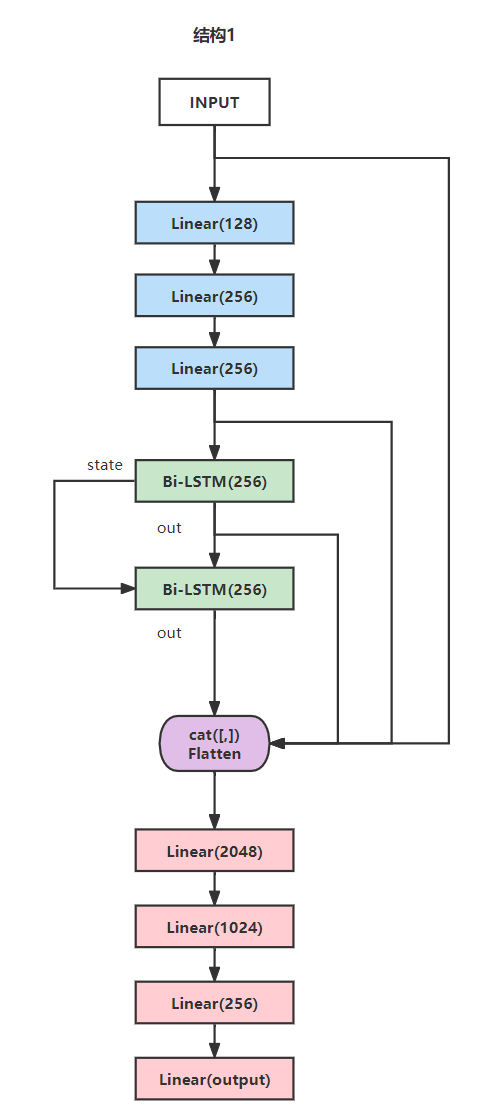 结构1
INPUT
Linear(128)
Linear(256)
Linear(256)
state
Bi-LSTM(256)
out
Bi-LSTM(256)
out
cat([,])
Flatten
Linear(2048)
Linear(1024)
Linear(256)
Linear(output)